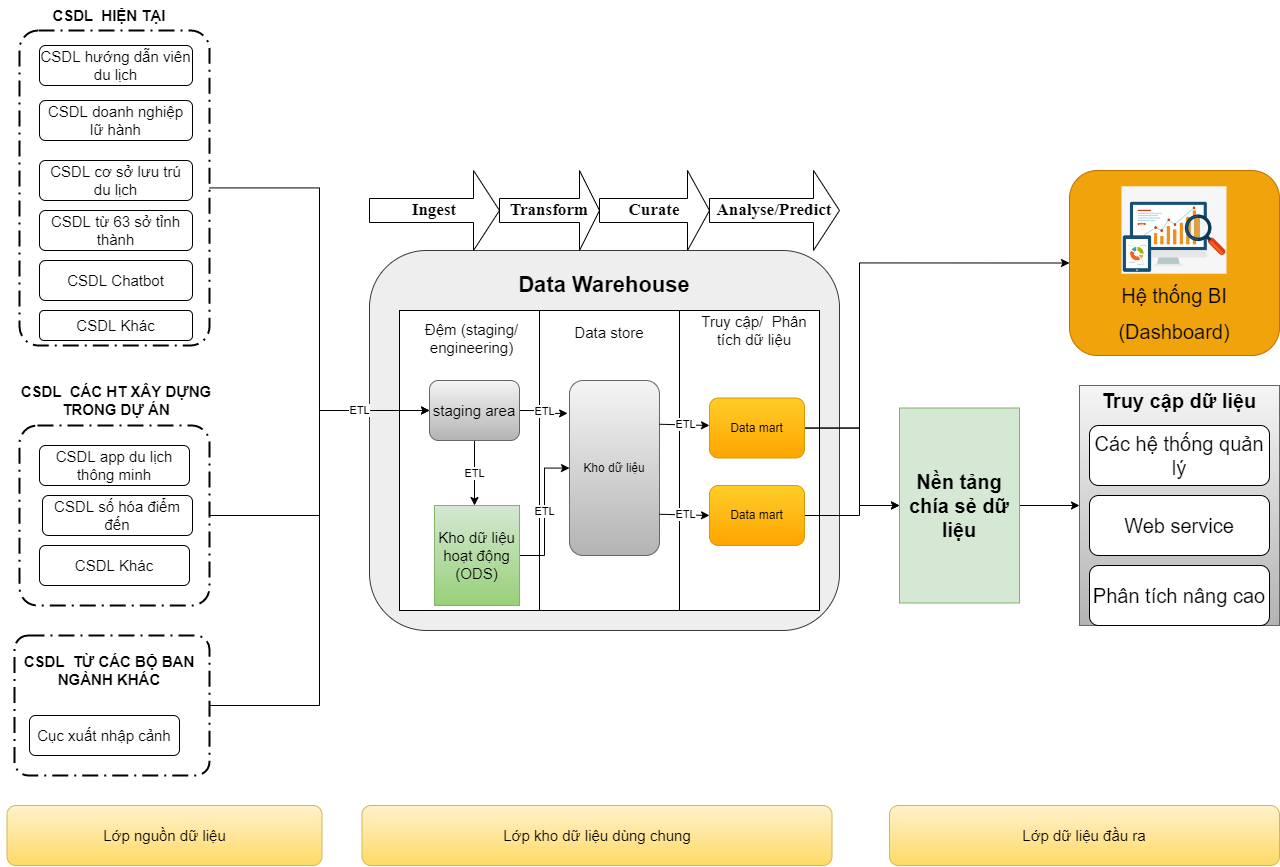 CSDL HIỆN TẠI
CSDL hướng dẫn viên
du lịch
CSDL doanh nghiệp
lữ hành
CSDL cơ sở lưu trú
du lịch
CSDL từ 63 sở tỉnh
thành
CSDL Chatbot
CSDL Khác
CSDL CÁC HT XÂY DỰNG
TRONG DỰ ÁN
CSDL app du lịch
thông minh
CSDL số hóa điểm
đến
CSDL Khác
CSDL TỪ CÁC BỘ BAN
NGÀNH KHÁC
Cục xuất nhập cảnh
ETL
Ingest
Transform
Curate
Analyse/Predict
Data Warehouse
Đệm (staging/
engineering)
Data store
Truy cập/ Phân
tích dữ liệu
staging area
ETL
ETL
Kho dữ liệu
hoạt động
(ODS)
ETL
Kho dữ liệu
ETL
ETL
Data mart
Data mart
Hệ thống BI
(Dashboard)
Nền tảng
chía sẻ dữ
liệu
Truy cập dữ liệu
Các hệ thống quản
lý
Web service
Phân tích nâng cao
Lớp nguồn dữ liệu
Lớp kho dữ liệu dùng chung
Lớp dữ liệu đầu ra